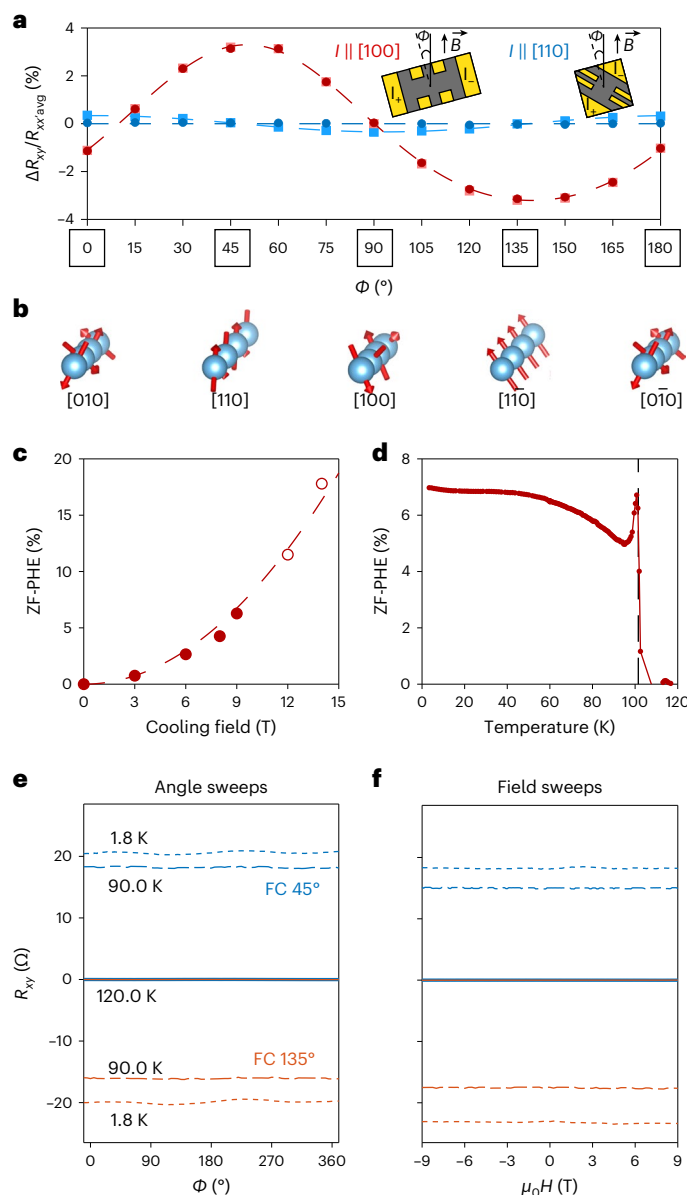 a
4
2
0
−2
−4
ΔRxy/Rxx′avg (%)
I || [100]
Φ
B
I+
I−
I || [110]
Φ
B
I−
I+
0 15 30 45 60 75 90 105 120 135 150 165 180
Φ (°)
b
[010] [110] [100] [11̄0] [01̄0]
c
20
15
10
5
0
ZF-PHE (%)
0 3 6 9 12 15
Cooling field (T)
d
8
6
4
2
0
ZF-PHE (%)
0 20 40 60 80 100 120
Temperature (K)
e
Angle sweeps
20
10
0
−10
−20
Rxy (Ω)
1.8 K
90.0 K
FC 45°
120.0 K
90.0 K
FC 135°
1.8 K
0 90 180 270 360
Φ (°)
f
Field sweeps
−9 −6 −3 0 3 6 9
μ0H (T)